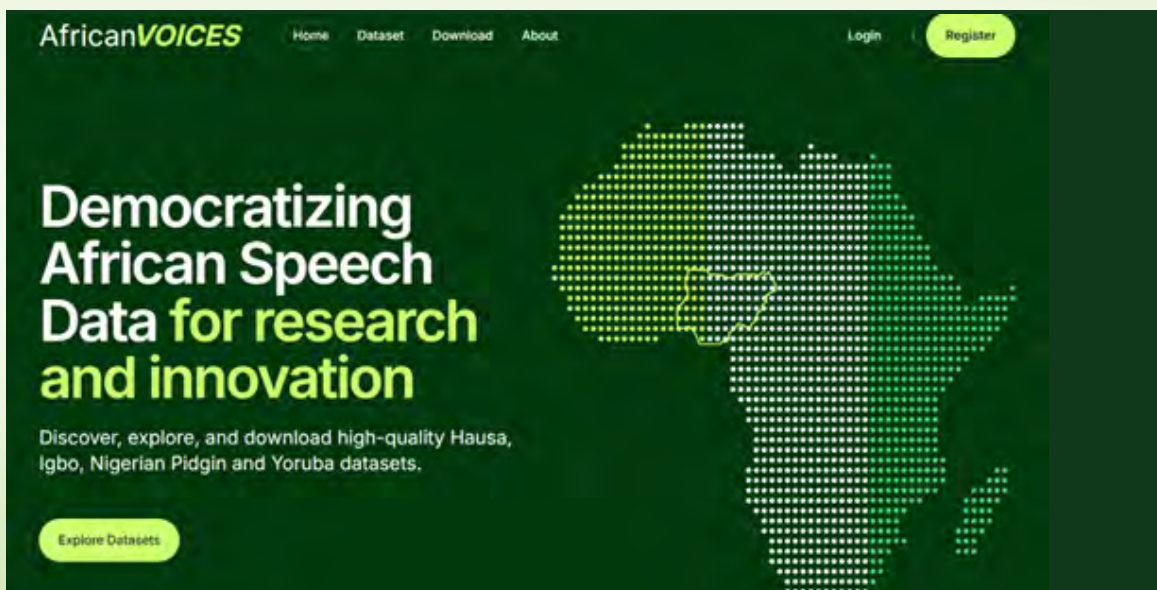 AfricanVOICES
Home Dataset Download About
Login | Register
Democratizing
African Speech
Data for research
and innovation
Discover, explore, and download high-quality Hausa,
Igbo, Nigerian Pidgin and Yoruba datasets.
Explore Datasets